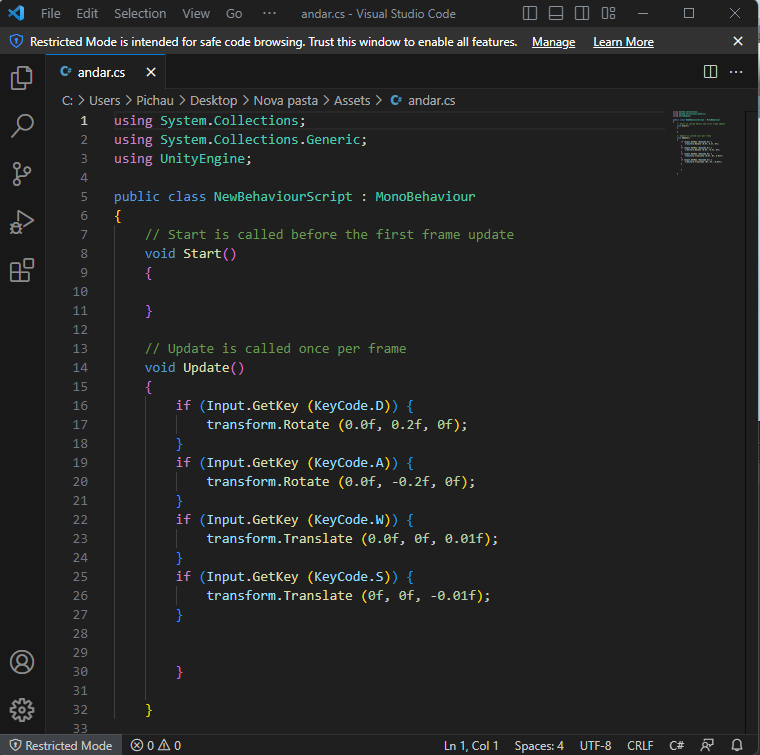 File Edit Selection View Go ··· andar.cs - Visual Studio Code
Restricted Mode is intended for safe code browsing. Trust this window to enable all features. Manage Learn More
C# andar.cs
C: > Users > Pichau > Desktop > Nova pasta > Assets > C# andar.cs
1 using System.Collections;
2 using System.Collections.Generic;
3 using UnityEngine;
4
5 public class NewBehaviourScript : MonoBehaviour
6 {
7 // Start is called before the first frame update
8 void Start()
9 {
10
11 }
12
13 // Update is called once per frame
14 void Update()
15 {
16 if (Input.GetKey (KeyCode.D)) {
17 transform.Rotate (0.0f, 0.2f, 0f);
18 }
19 if (Input.GetKey (KeyCode.A)) {
20 transform.Rotate (0.0f, -0.2f, 0f);
21 }
22 if (Input.GetKey (KeyCode.W)) {
23 transform.Translate (0.0f, 0f, 0.01f);
24 }
25 if (Input.GetKey (KeyCode.S)) {
26 transform.Translate (0f, 0f, -0.01f);
27 }
28
29
30 }
31
32 }
33
Restricted Mode 0 0 Ln 1, Col 1 Spaces: 4 UTF-8 CRLF C#